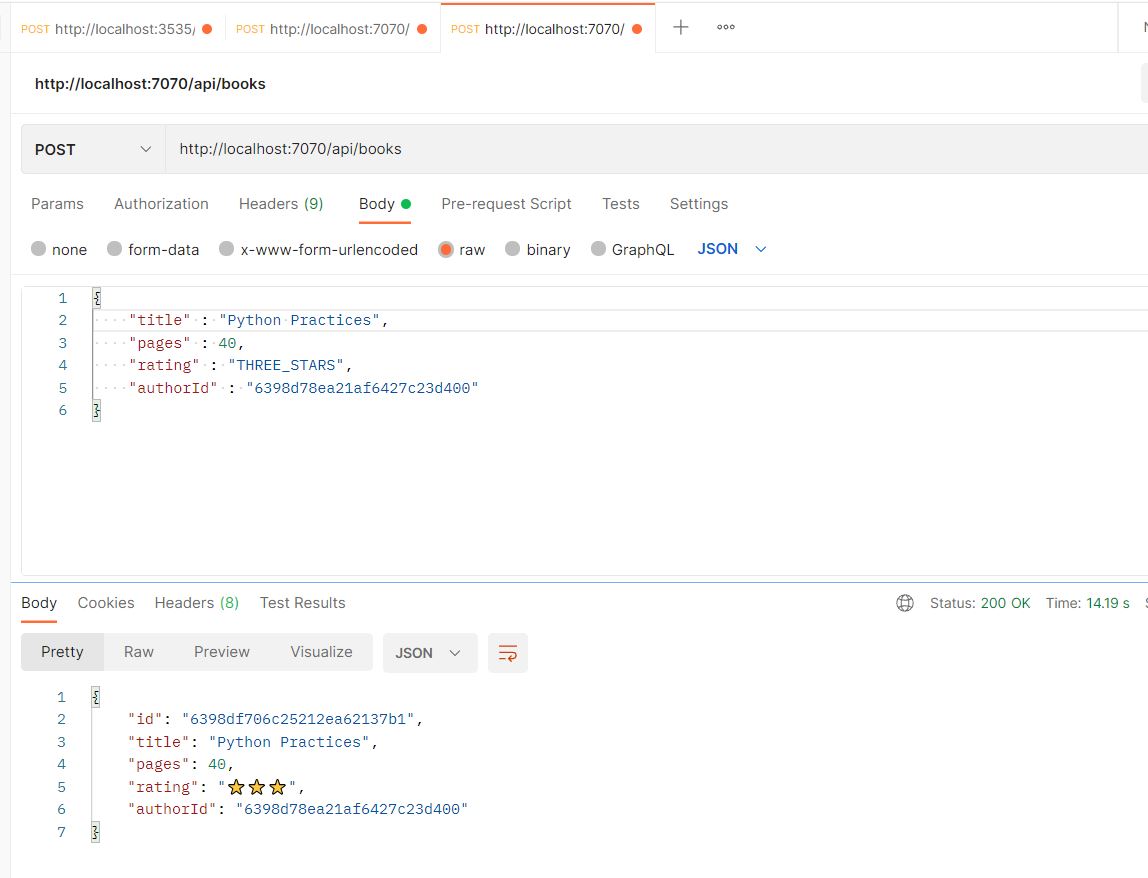 POST http://localhost:3535/ POST http://localhost:7070/ POST http://localhost:7070/
http://localhost:7070/api/books
POST http://localhost:7070/api/books
Params Authorization Headers (9) Body Pre-request Script Tests Settings
none form-data x-www-form-urlencoded raw binary GraphQL JSON
1 {
2 "title" : "Python Practices",
3 "pages" : 40,
4 "rating" : "THREE_STARS",
5 "authorId" : "6398d78ea21af6427c23d400"
6 }
Body Cookies Headers (8) Test Results Status: 200 OK Time: 14.19 s
Pretty Raw Preview Visualize JSON
1 {
2 "id": "6398df706c25212ea62137b1",
3 "title": "Python Practices",
4 "pages": 40,
5 "rating": "⭐⭐⭐",
6 "authorId": "6398d78ea21af6427c23d400"
7 }